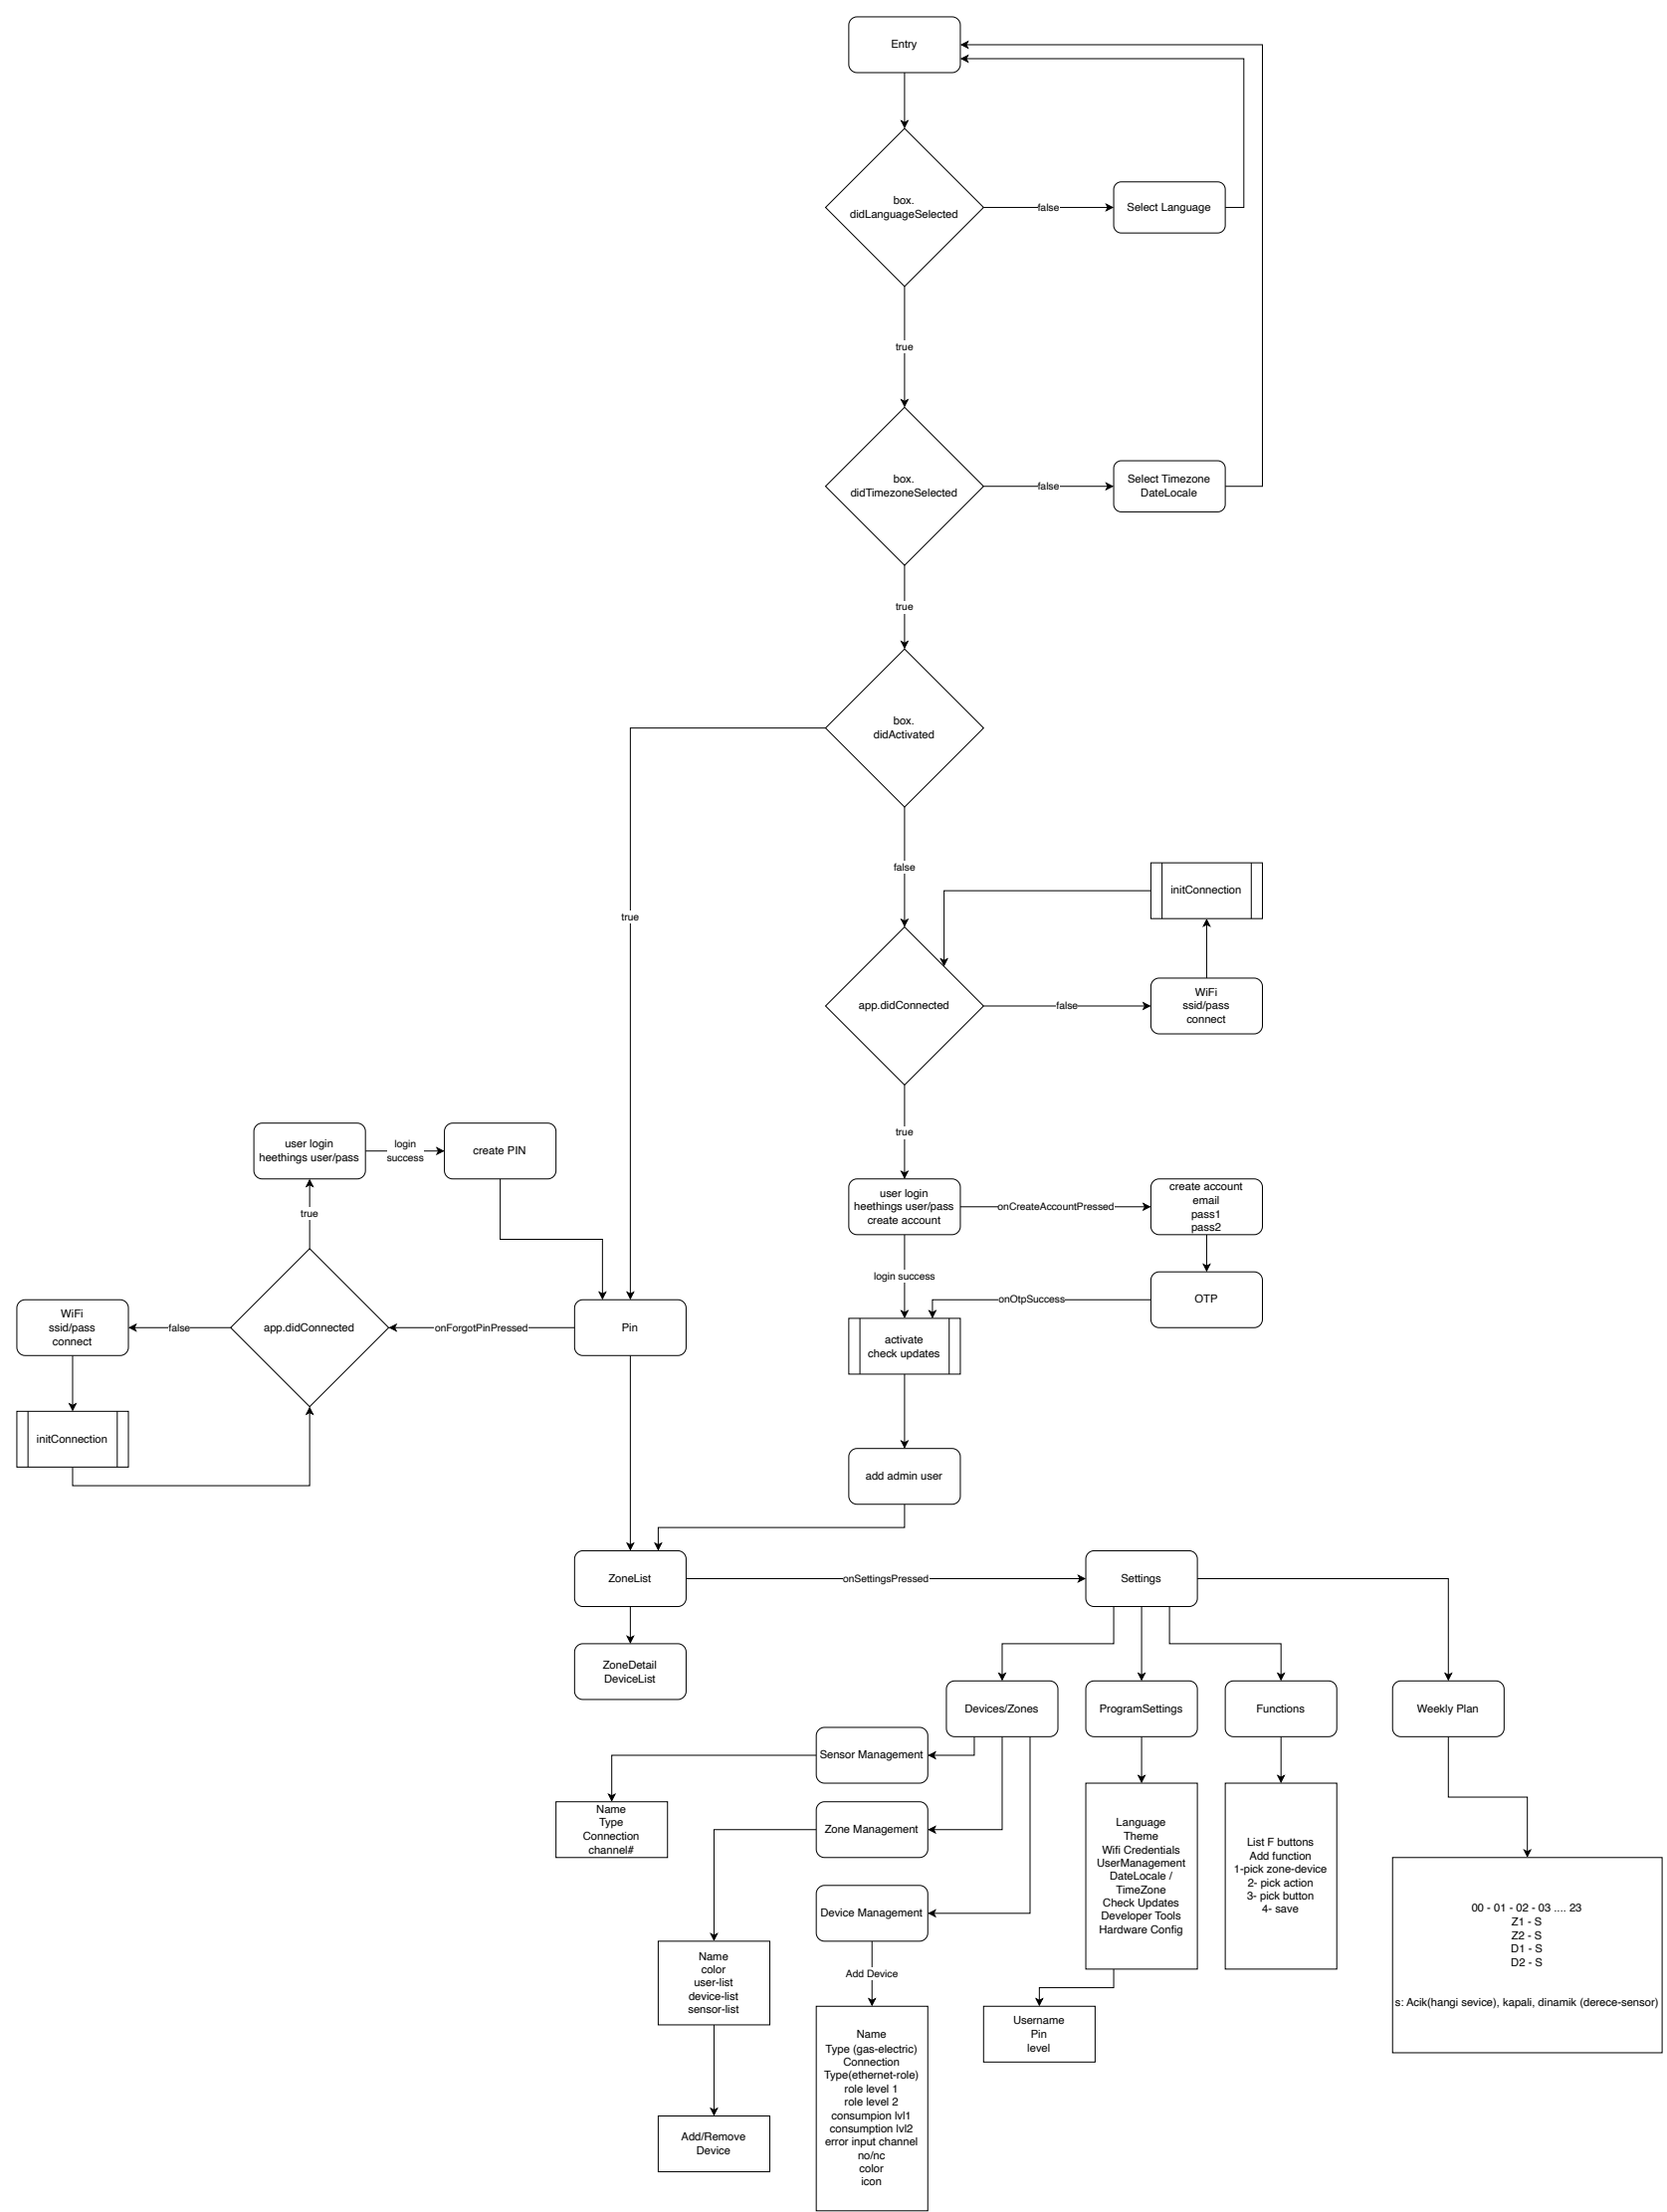 Entry
box.
didLanguageSelected
false
Select Language
true
box.
didTimezoneSelected
false
Select Timezone
DateLocale
true
box.
didActivated
true
false
initConnection
app.didConnected
false
WiFi
ssid/pass
connect
true
user login
heethings user/pass
login
success
create PIN
true
user login
heethings user/pass
create account
onCreateAccountPressed
create account
email
pass1
pass2
login success
onOtpSuccess
OTP
WiFi
ssid/pass
connect
false
app.didConnected
onForgotPinPressed
Pin
activate
check updates
initConnection
add admin user
ZoneList
onSettingsPressed
Settings
ZoneDetail
DeviceList
Devices/Zones
ProgramSettings
Functions
Weekly Plan
Sensor Management
Name
Type
Connection
channel#
Zone Management
Device Management
Language
Theme
Wifi Credentials
UserManagement
DateLocale /
TimeZone
Check Updates
Developer Tools
Hardware Config
List F buttons
Add function
1-pick zone-device
2- pick action
3- pick button
4- save
00 - 01 - 02 - 03 .... 23
Z1 - S
Z2 - S
D1 - S
D2 - S
s: Acik(hangi sevice), kapali, dinamik (derece-sensor)
Name
color
user-list
device-list
sensor-list
Add Device
Username
Pin
level
Name
Type (gas-electric)
Connection
Type(ethernet-role)
role level 1
role level 2
consumpion lvl1
consumption lvl2
error input channel
no/nc
color
icon
Add/Remove
Device